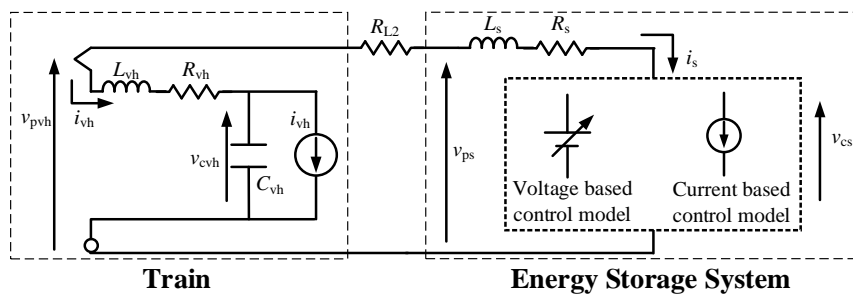 R_L2
L_s
R_s
i_s
L_vh
R_vh
i_vh
v_pvh
i_vh
v_cvh
C_vh
v_ps
v_cs
Voltage based
control model
Current based
control model
Train
Energy Storage System